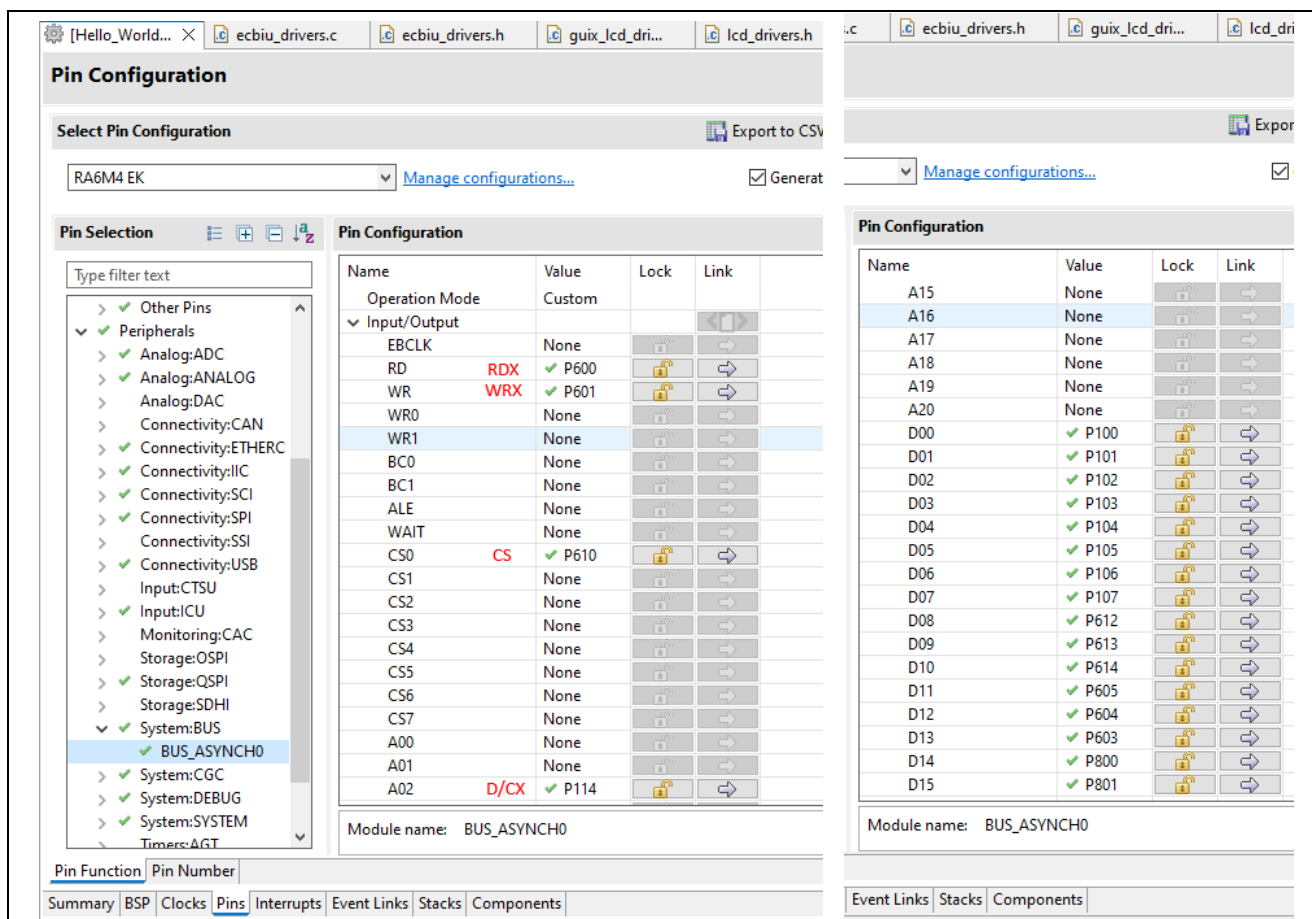 [Hello_World... ecbiu_drivers.c ecbiu_drivers.h guix_lcd_dri... lcd_drivers.h
Pin Configuration
Select Pin Configuration Export to CSV
RA6M4 EK Manage configurations... Generat
Pin Selection
Type filter text
Other Pins
Peripherals
Analog:ADC
Analog:ANALOG
Analog:DAC
Connectivity:CAN
Connectivity:ETHERC
Connectivity:IIC
Connectivity:SCI
Connectivity:SPI
Connectivity:SSI
Connectivity:USB
Input:CTSU
Input:ICU
Monitoring:CAC
Storage:OSPI
Storage:QSPI
Storage:SDHI
System:BUS
BUS_ASYNCH0
System:CGC
System:DEBUG
System:SYSTEM
Timers:AGT
Pin Configuration
Name Value Lock Link
Operation Mode Custom
Input/Output
EBCLK None
RD RDX P600
WR WRX P601
WR0 None
WR1 None
BC0 None
BC1 None
ALE None
WAIT None
CS0 CS P610
CS1 None
CS2 None
CS3 None
CS4 None
CS5 None
CS6 None
CS7 None
A00 None
A01 None
A02 D/CX P114
Module name: BUS_ASYNCH0
Pin Function Pin Number
Summary BSP Clocks Pins Interrupts Event Links Stacks Components
.c ecbiu_drivers.h guix_lcd_dri... lcd_dri
Expor
Manage configurations...
Pin Configuration
Name Value Lock Link
A15 None
A16 None
A17 None
A18 None
A19 None
A20 None
D00 P100
D01 P101
D02 P102
D03 P103
D04 P104
D05 P105
D06 P106
D07 P107
D08 P612
D09 P613
D10 P614
D11 P605
D12 P604
D13 P603
D14 P800
D15 P801
Module name: BUS_ASYNCH0
Event Links Stacks Components